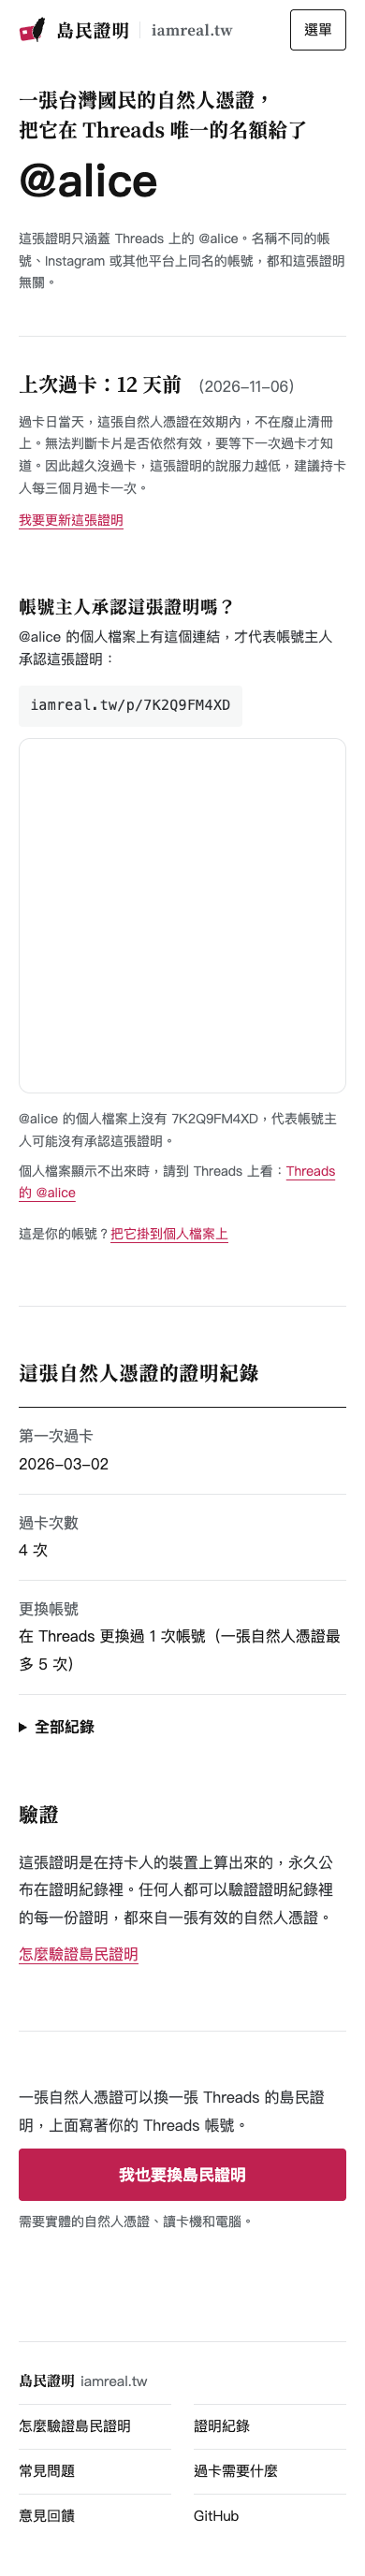 島民證明 iamreal.tw 選單
一張台灣國民的自然人憑證，
把它在 Threads 唯一的名額給了
@alice
這張證明只涵蓋 Threads 上的 @alice。名稱不同的帳
號、Instagram 或其他平台上同名的帳號，都和這張證明
無關。
上次過卡：12 天前 （2026-11-06）
過卡日當天，這張自然人憑證在效期內，不在廢止清冊
上。無法判斷卡片是否依然有效，要等下一次過卡才知
道。因此越久沒過卡，這張證明的說服力越低，建議持卡
人每三個月過卡一次。
我要更新這張證明
帳號主人承認這張證明嗎？
@alice 的個人檔案上有這個連結，才代表帳號主人
承認這張證明：
iamreal.tw/p/7K2Q9FM4XD
@alice 的個人檔案上沒有 7K2Q9FM4XD，代表帳號主
人可能沒有承認這張證明。
個人檔案顯示不出來時，請到 Threads 上看：Threads
的 @alice
這是你的帳號？把它掛到個人檔案上
這張自然人憑證的證明紀錄
第一次過卡
2026-03-02
過卡次數
4 次
更換帳號
在 Threads 更換過 1 次帳號（一張自然人憑證最
多 5 次）
▶ 全部紀錄
驗證
這張證明是在持卡人的裝置上算出來的，永久公
布在證明紀錄裡。任何人都可以驗證證明紀錄裡
的每一份證明，都來自一張有效的自然人憑證。
怎麼驗證島民證明
一張自然人憑證可以換一張 Threads 的島民證
明，上面寫著你的 Threads 帳號。
我也要換島民證明
需要實體的自然人憑證、讀卡機和電腦。
島民證明 iamreal.tw
怎麼驗證島民證明 證明紀錄
常見問題 過卡需要什麼
意見回饋 GitHub